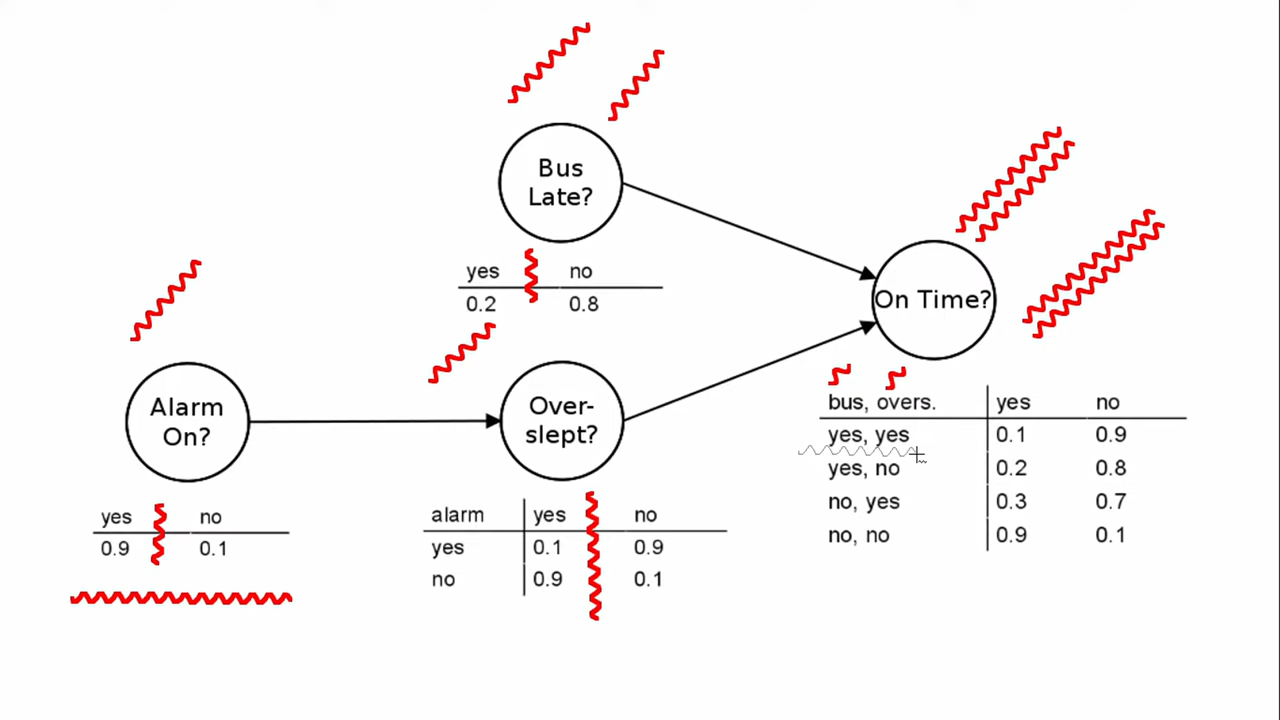 Bus
Late?
yes no
0.2 0.8
On Time?
Alarm
On?
yes no
0.9 0.1
Over-
slept?
alarm yes no
yes 0.1 0.9
no 0.9 0.1
bus, overs. yes no
yes, yes 0.1 0.9
yes, no 0.2 0.8
no, yes 0.3 0.7
no, no 0.9 0.1